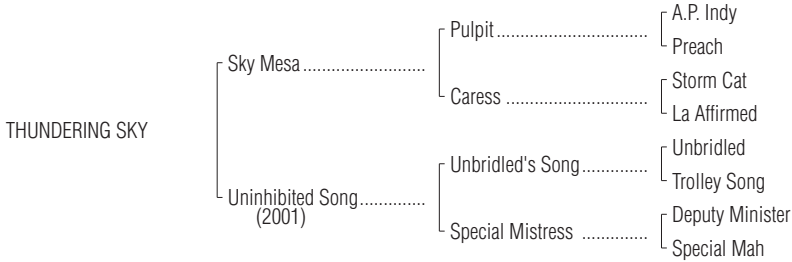 A.P. Indy
Pulpit................................
Preach
Sky Mesa..........................
Storm Cat
Caress ..............................
La Affirmed
THUNDERING SKY
Unbridled
Unbridled's Song..............
Trolley Song
Uninhibited Song..............
(2001)
Deputy Minister
Special Mistress ..............
Special Mah